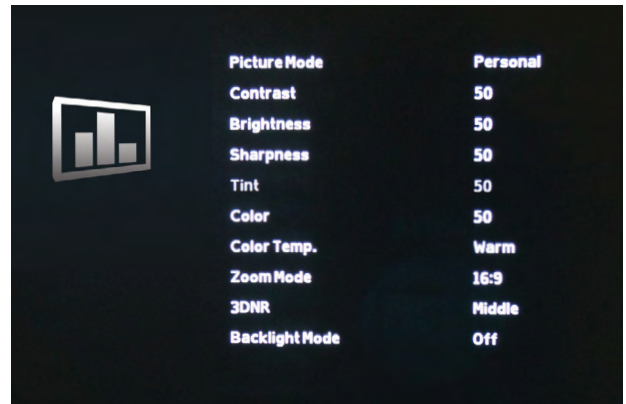 Picture Mode Personal
Contrast 50
Brightness 50
Sharpness 50
Tint 50
Color 50
Color Temp. Warm
Zoom Mode 16:9
3DNR Middle
Backlight Mode Off